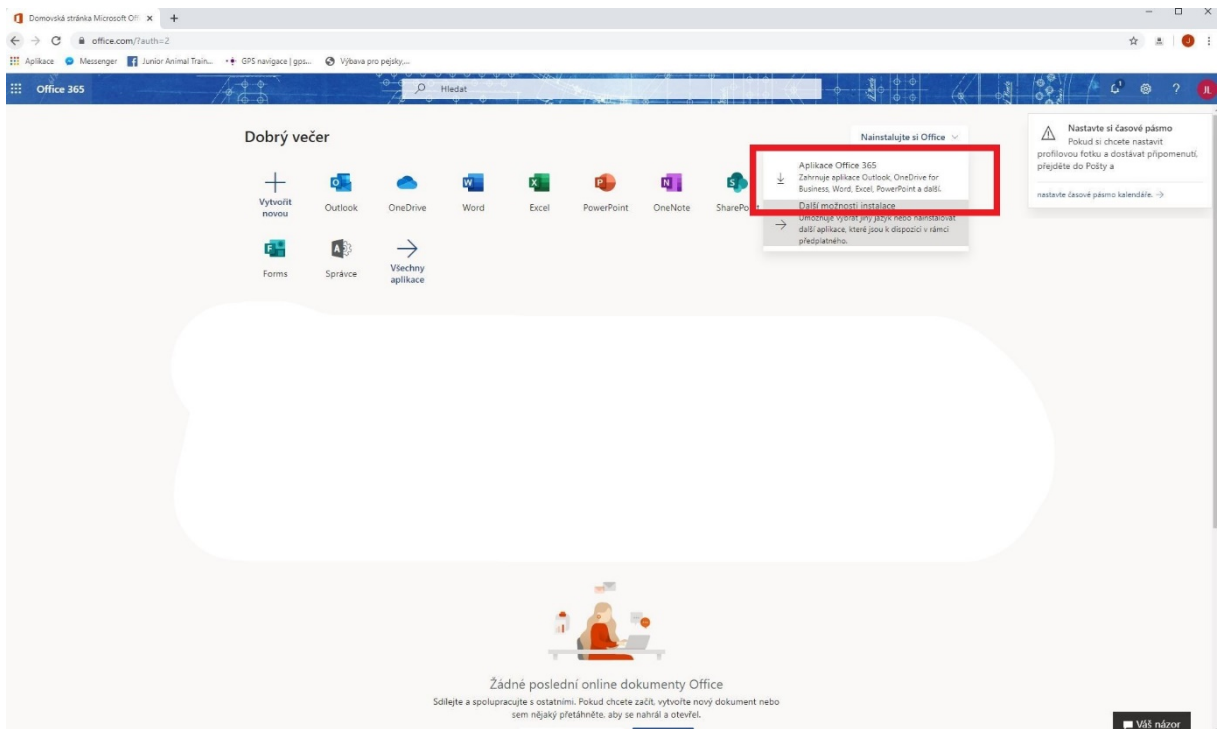 Domovská stránka Microsoft Off
office.com/?auth=2
Aplikace Messenger Junior Animal Train... GPS navigace | gps... Výbava pro pejsky,...
Office 365
Hledat
JL
Dobrý večer
Nainstalujte si Office
Vytvořit
novou
Outlook
OneDrive
Word
Excel
PowerPoint
OneNote
SharePoint
Forms
Správce
Všechny
aplikace
Aplikace Office 365
Zahrnuje aplikace Outlook, OneDrive for
Business, Word, Excel, PowerPoint a další.
Další možnosti instalace
Umožňuje vybrat jiný jazyk nebo nainstalovat
další aplikace, které jsou k dispozici v rámci
předplatného.
Nastavte si časové pásmo
Pokud si chcete nastavit
profilovou fotku a dostávat připomenutí,
přejděte do Pošty a
nastavte časové pásmo kalendáře. →
Žádné poslední online dokumenty Office
Sdílejte a spolupracujte s ostatními. Pokud chcete začít, vytvořte nový dokument nebo
sem nějaký přetáhněte, aby se nahrál a otevřel.
Váš názor